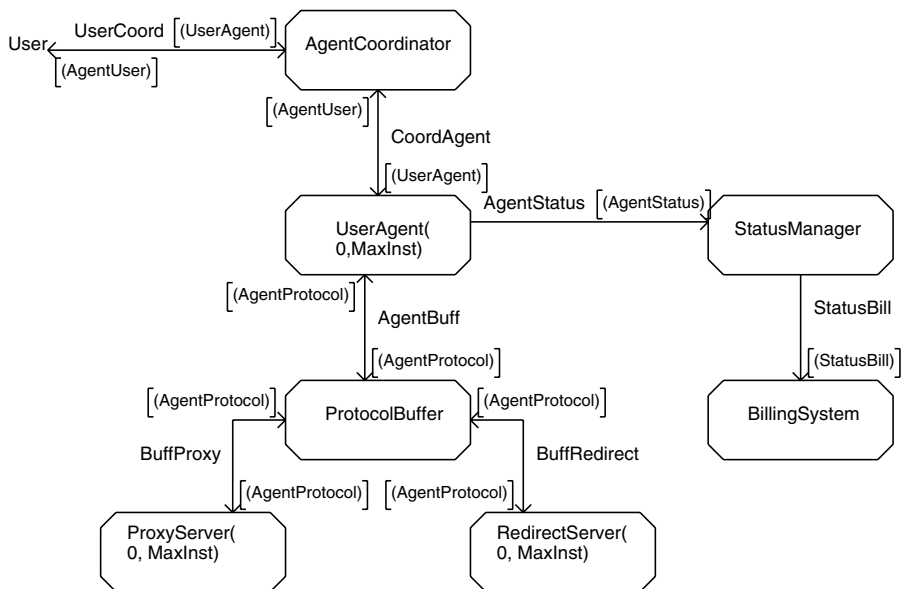 UserCoord [(UserAgent)]
User
AgentCoordinator
[(AgentUser)]
[(AgentUser)]
CoordAgent
[(UserAgent)]
AgentStatus [(AgentStatus)]
UserAgent(
0,MaxInst)
StatusManager
[(AgentProtocol)]
AgentBuff
StatusBill
[(AgentProtocol)]
[(StatusBill)]
[(AgentProtocol)]
[(AgentProtocol)]
ProtocolBuffer
BillingSystem
BuffProxy
BuffRedirect
[(AgentProtocol)]
[(AgentProtocol)]
ProxyServer(
0, MaxInst)
RedirectServer(
0, MaxInst)